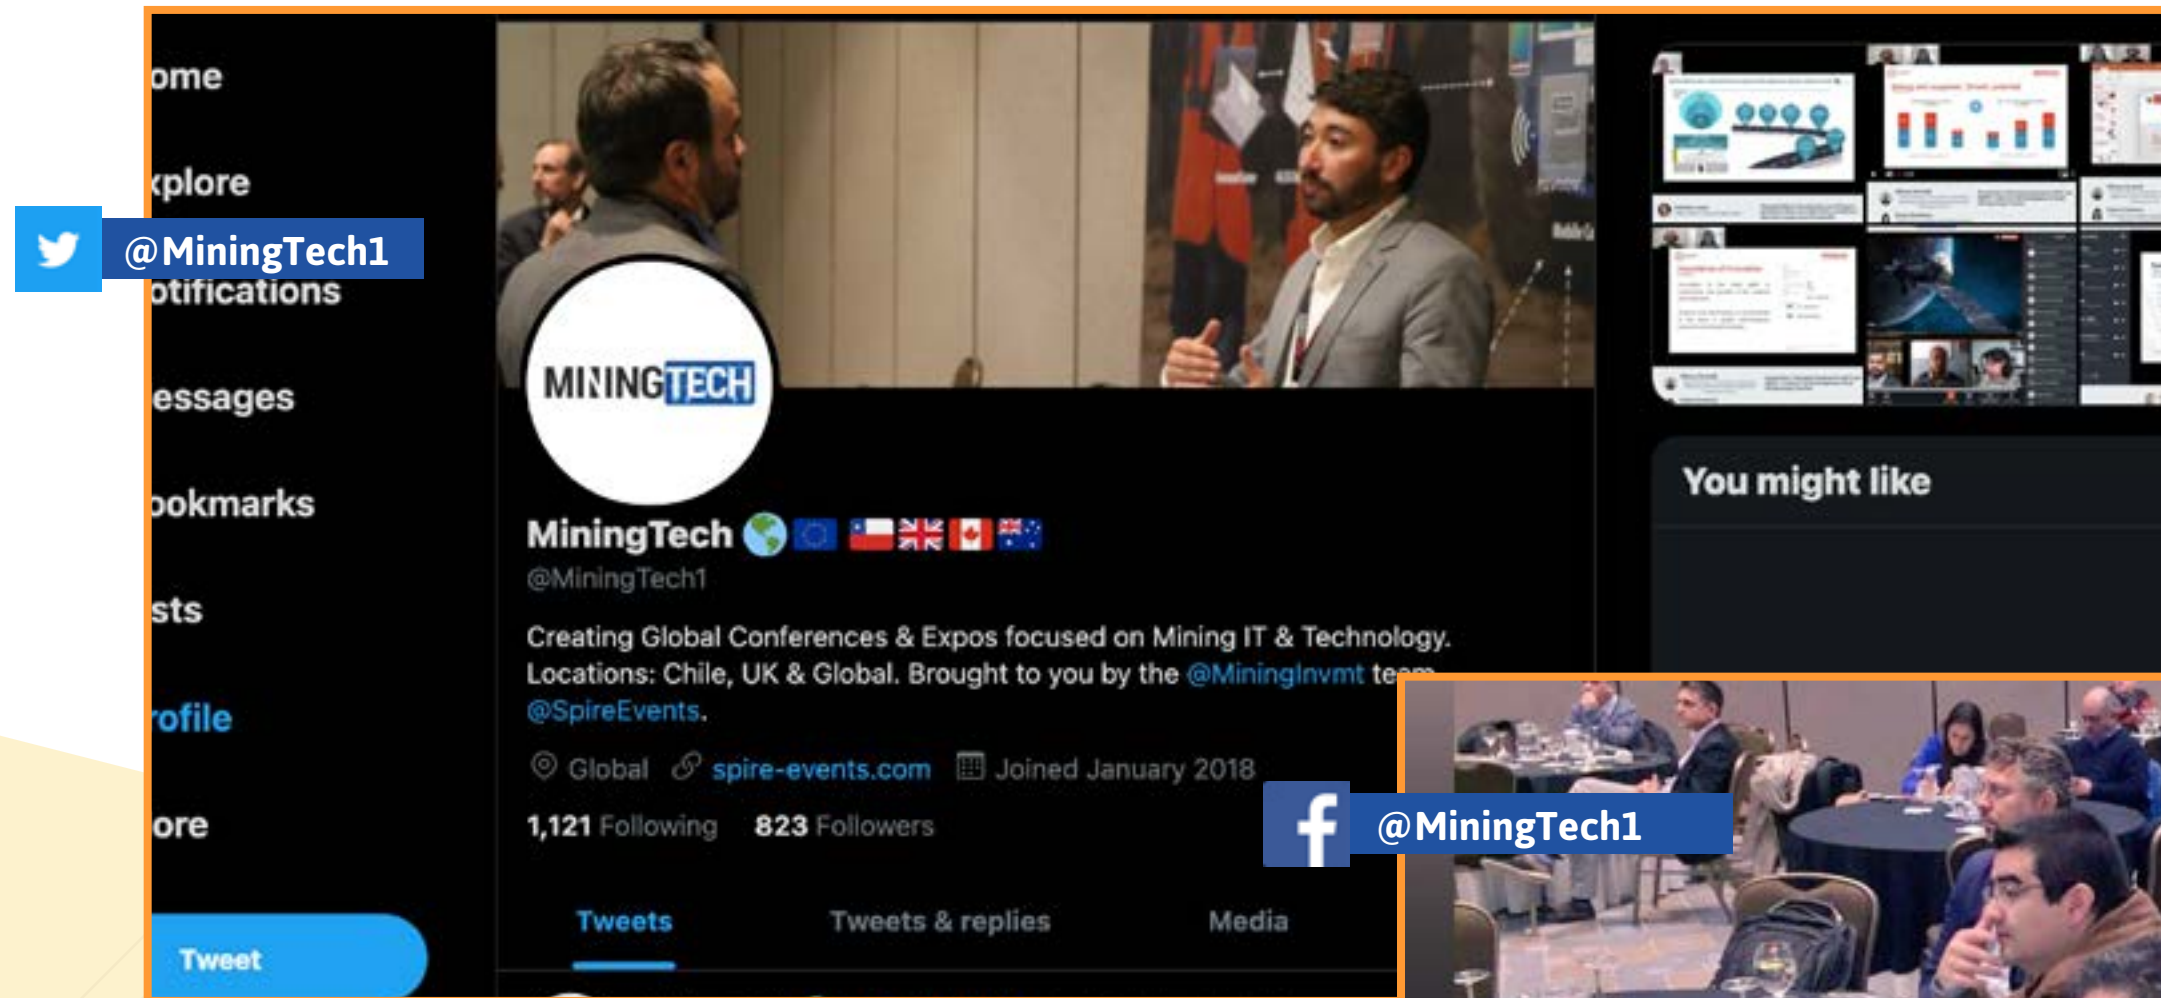 ome
xplore
@MiningTech1
otifications
essages
ookmarks
sts
rofile
ore
Tweet
MININGTECH
MiningTech
@MiningTech1
Creating Global Conferences & Expos focused on Mining IT & Technology.
Locations: Chile, UK & Global. Brought to you by the @MiningInvmt team
@SpireEvents.
Global spire-events.com Joined January 2018
1,121 Following 823 Followers
Tweets Tweets & replies Media
You might like
@MiningTech1